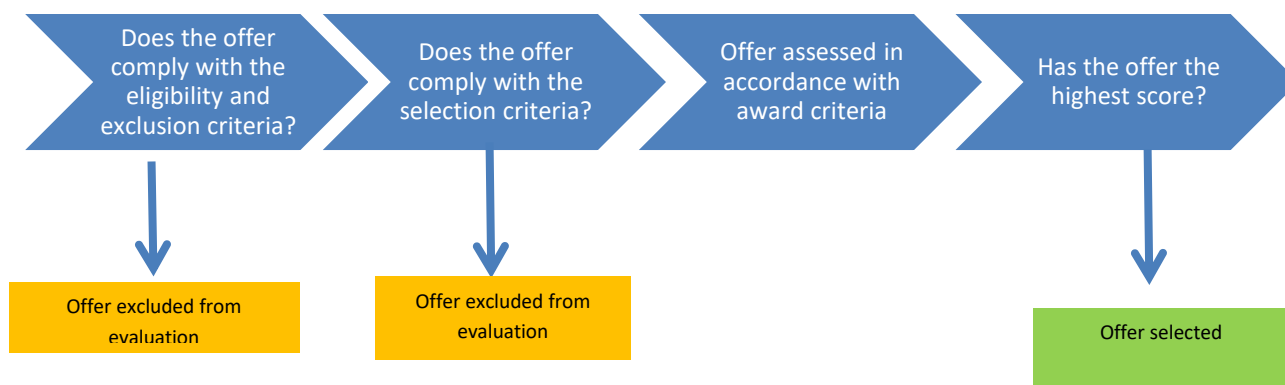 Does the offer
comply with the
eligibility and
exclusion criteria?
Does the offer
comply with the
selection criteria?
Offer assessed in
accordance with
award criteria
Has the offer the
highest score?
Offer excluded from
evaluation
Offer excluded from
evaluation
Offer selected